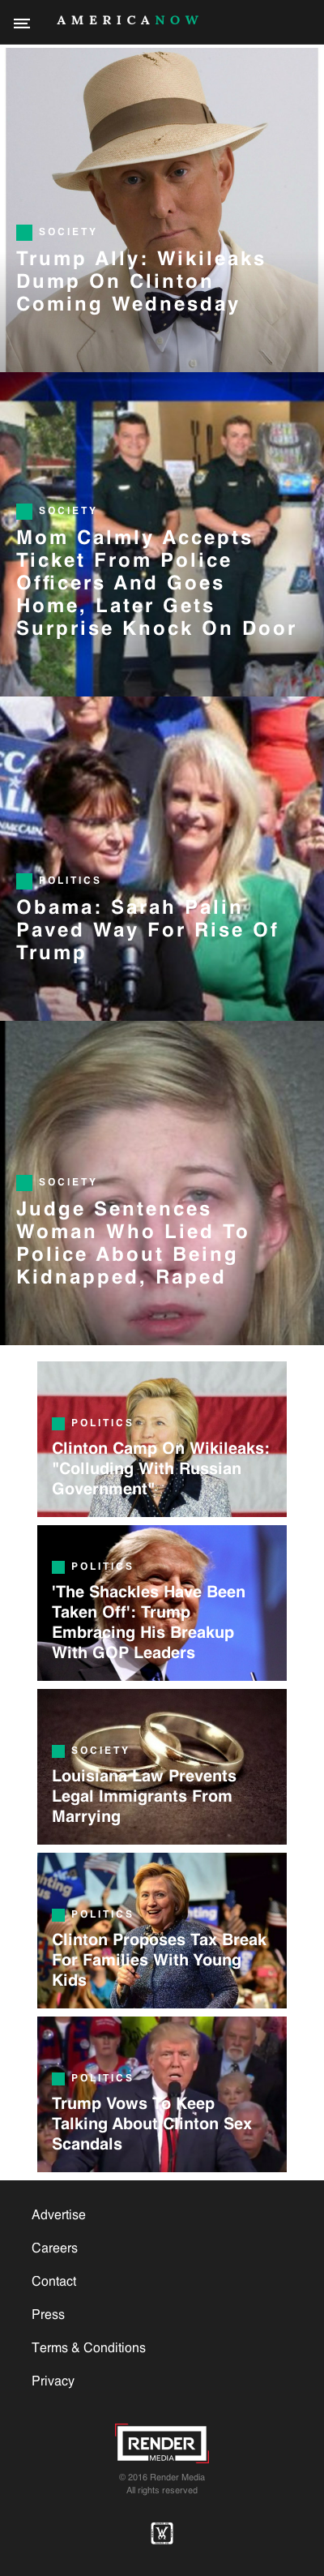 AMERICANOW
SOCIETY
Trump Ally: Wikileaks
Dump On Clinton
Coming Wednesday
SOCIETY
Mom Calmly Accepts
Ticket From Police
Officers And Goes
Home, Later Gets
Surprise Knock On Door
POLITICS
Obama: Sarah Palin
Paved Way For Rise Of
Trump
SOCIETY
Judge Sentences
Woman Who Lied To
Police About Being
Kidnapped, Raped
POLITICS
Clinton Camp On Wikileaks:
"Colluding With Russian
Government"
POLITICS
'The Shackles Have Been
Taken Off': Trump
Embracing His Breakup
With GOP Leaders
SOCIETY
Louisiana Law Prevents
Legal Immigrants From
Marrying
POLITICS
Clinton Proposes Tax Break
For Families With Young
Kids
POLITICS
Trump Vows To Keep
Talking About Clinton Sex
Scandals
Advertise
Careers
Contact
Press
Terms & Conditions
Privacy
RENDER
MEDIA
© 2016 Render Media
All rights reserved